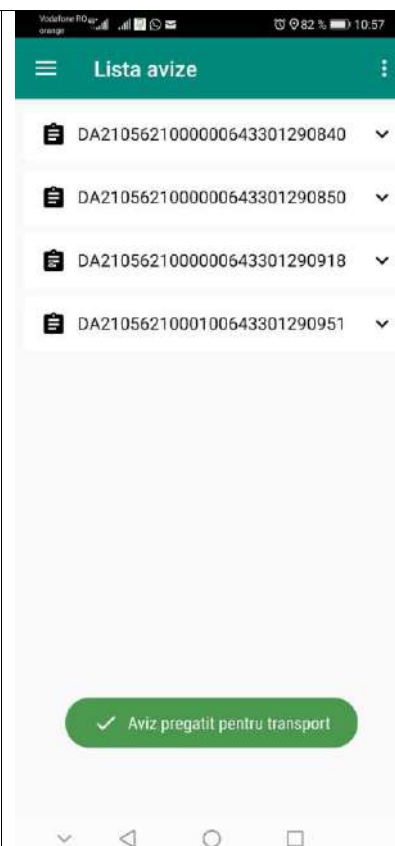 Vodafone RO
orange
82 % 10:57
Lista avize
DA2105621000000643301290840
DA2105621000000643301290850
DA2105621000000643301290918
DA2105621000100643301290951
Aviz pregatit pentru transport